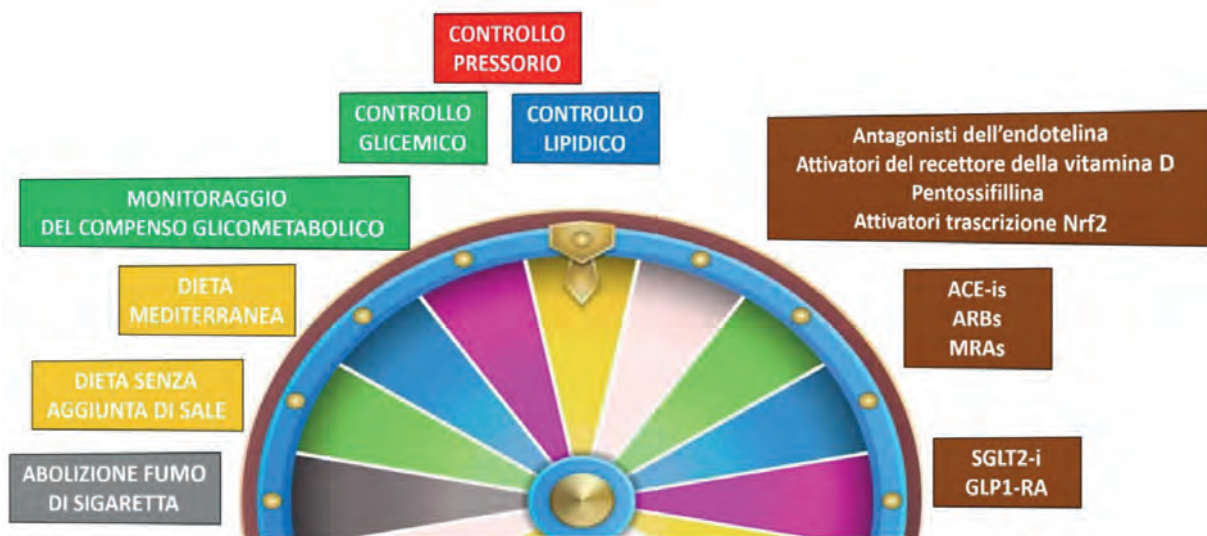 CONTROLLO
PRESSORIO
CONTROLLO
GLICEMICO
CONTROLLO
LIPIDICO
MONITORAGGIO
DEL COMPENSO GLICOMETABOLICO
DIETA
MEDITERRANEA
DIETA SENZA
AGGIUNTA DI SALE
ABOLIZIONE FUMO
DI SIGARETTA
Antagonisti dell'endotelina
Attivatori del recettore della vitamina D
Pentossifillina
Attivatori trascrizione Nrf2
ACE-is
ARBs
MRAs
SGLT2-i
GLP1-RA